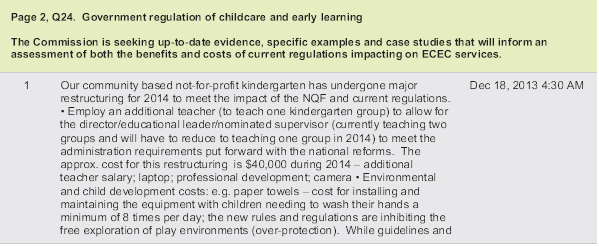 Page 2, Q24. Government regulation of childcare and early learning
The Commission is seeking up-to-date evidence, specific examples and case studies that will inform an
assessment of both the benefits and costs of current regulations impacting on ECEC services.
1 Our community based not-for-profit kindergarten has undergone major Dec 18, 2013 4:30 AM
restructuring for 2014 to meet the impact of the NQF and current regulations.
• Employ an additional teacher (to teach one kindergarten group) to allow for
the director/educational leader/nominated supervisor (currently teaching two
groups and will have to reduce to teaching one group in 2014) to meet the
administration requirements put forward with the national reforms. The
approx. cost for this restructuring is $40,000 during 2014 – additional
teacher salary; laptop; professional development; camera • Environmental
and child development costs: e.g. paper towels – cost for installing and
maintaining the equipment with children needing to wash their hands a
minimum of 8 times per day; the new rules and regulations are inhibiting the
free exploration of play environments (over-protection). While guidelines and